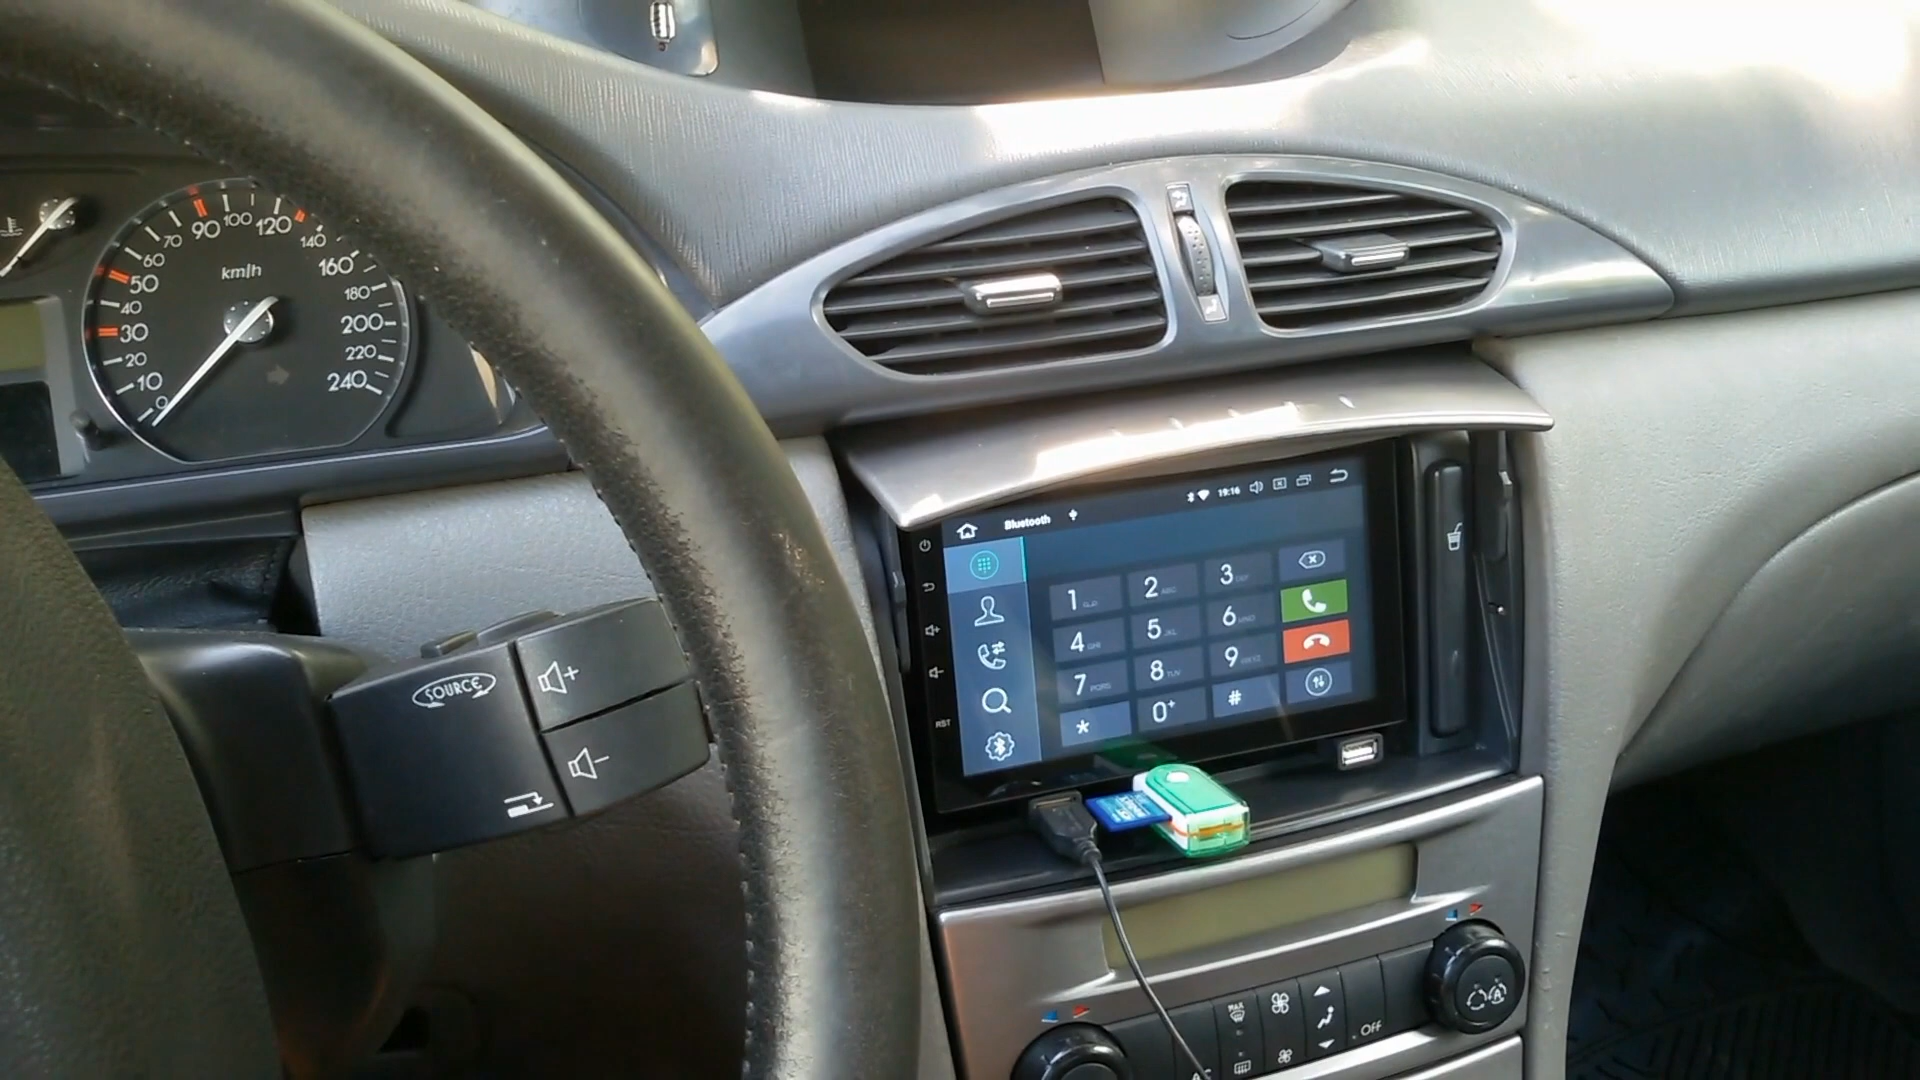 km/h
0
10
20
30
40
50
60
70
90
100
120
140
160
180
200
220
240
SOURCE
Bluetooth
19:16
1
2 ABC
3 DEF
4 GHI
5 JKL
6 MNO
7 PQRS
8 TUV
9 WXYZ
*
0+
#
RST
MAX
OFF
A